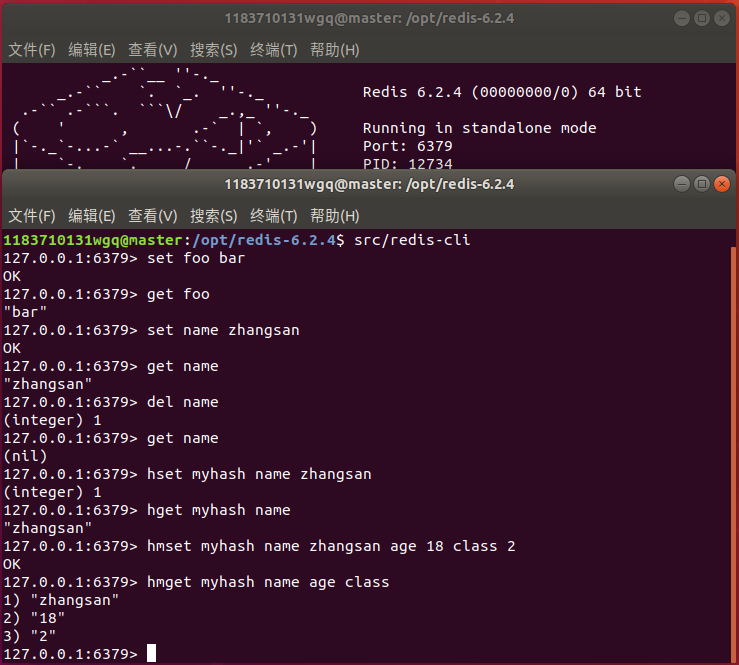 1183710131wgq@master: /opt/redis-6.2.4
文件(F) 编辑(E) 查看(V) 搜索(S) 终端(T) 帮助(H)
Redis 6.2.4 (00000000/0) 64 bit
Running in standalone mode
Port: 6379
PID: 12734
1183710131wgq@master: /opt/redis-6.2.4
文件(F) 编辑(E) 查看(V) 搜索(S) 终端(T) 帮助(H)
1183710131wgq@master:/opt/redis-6.2.4$ src/redis-cli
127.0.0.1:6379> set foo bar
OK
127.0.0.1:6379> get foo
"bar"
127.0.0.1:6379> set name zhangsan
OK
127.0.0.1:6379> get name
"zhangsan"
127.0.0.1:6379> del name
(integer) 1
127.0.0.1:6379> get name
(nil)
127.0.0.1:6379> hset myhash name zhangsan
(integer) 1
127.0.0.1:6379> hget myhash name
"zhangsan"
127.0.0.1:6379> hmset myhash name zhangsan age 18 class 2
OK
127.0.0.1:6379> hmget myhash name age class
1) "zhangsan"
2) "18"
3) "2"
127.0.0.1:6379>